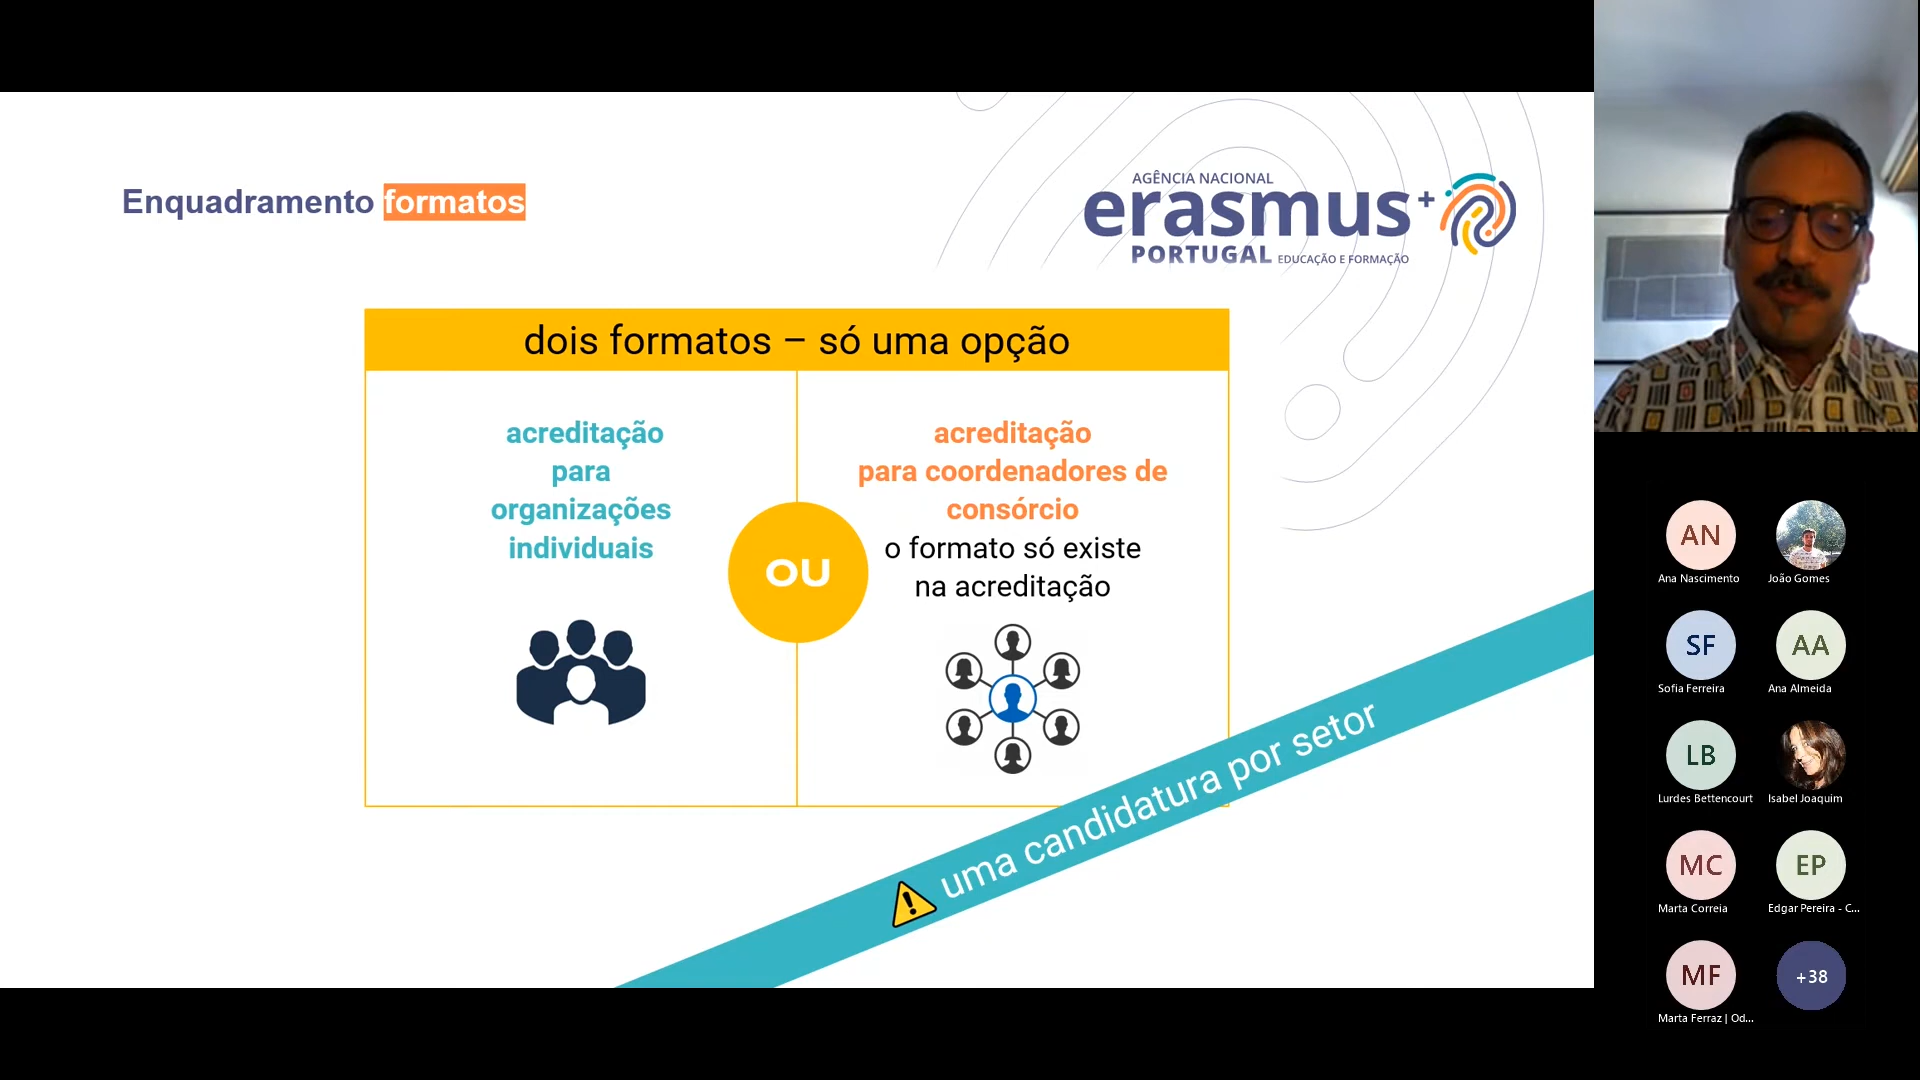 Enquadramento formatos
AGÊNCIA NACIONAL
erasmus+
PORTUGAL EDUCAÇÃO E FORMAÇÃO
dois formatos – só uma opção
acreditação
para
organizações
individuais
OU
acreditação
para coordenadores de
consórcio
o formato só existe
na acreditação
uma candidatura por setor
AN
Ana Nascimento
João Gomes
SF
Sofia Ferreira
AA
Ana Almeida
LB
Lurdes Bettencourt
Isabel Joaquim
MC
Marta Correia
EP
Edgar Pereira - C...
MF
Marta Ferraz | Od...
+38